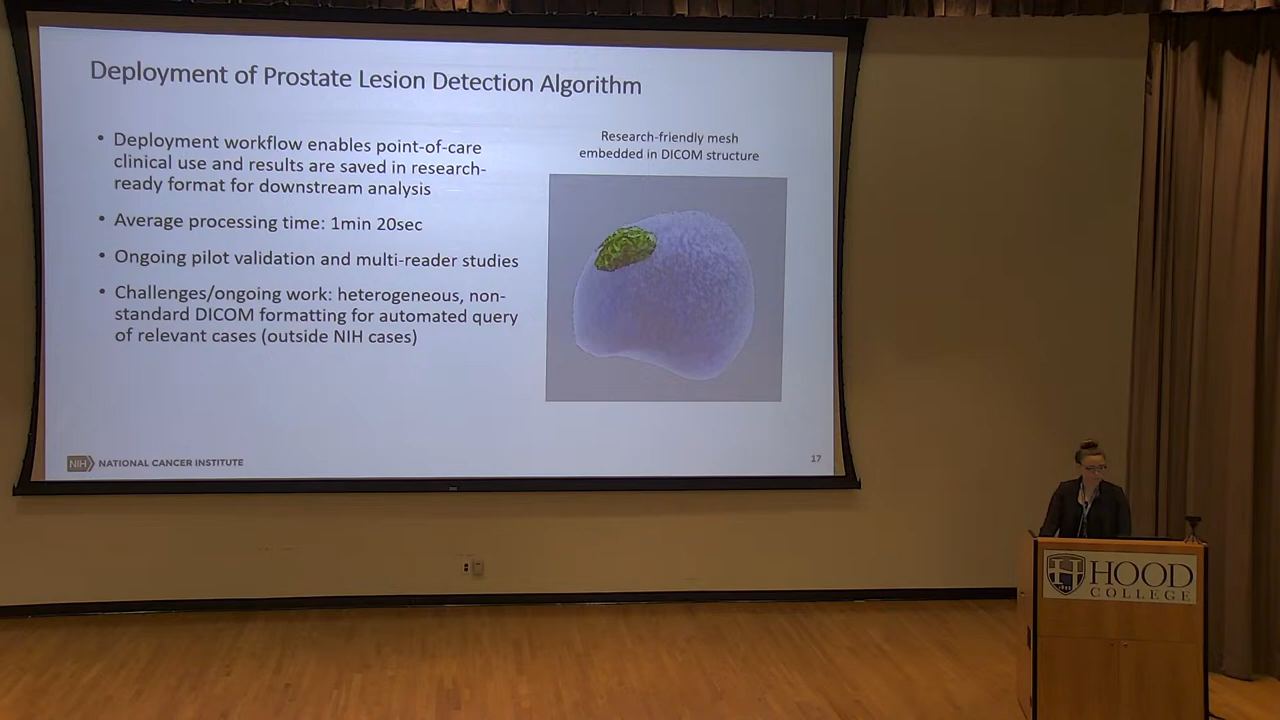 Deployment of Prostate Lesion Detection Algorithm
• Deployment workflow enables point-of-care
clinical use and results are saved in research-
ready format for downstream analysis
• Average processing time: 1min 20sec
• Ongoing pilot validation and multi-reader studies
• Challenges/ongoing work: heterogeneous, non-
standard DICOM formatting for automated query
of relevant cases (outside NIH cases)
Research-friendly mesh
embedded in DICOM structure
NIH NATIONAL CANCER INSTITUTE
17
HOOD
COLLEGE